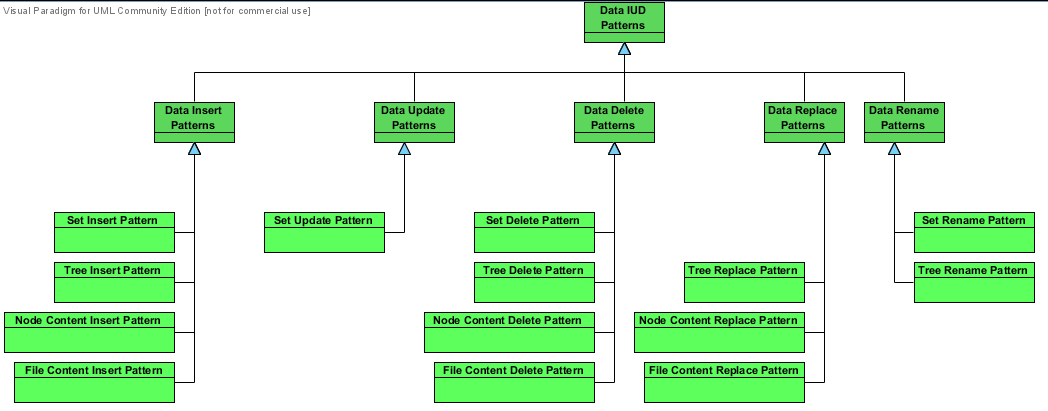 Visual Paradigm for UML Community Edition [not for commercial use]
Data IUD
Patterns
Data Insert
Patterns
Data Update
Patterns
Data Delete
Patterns
Data Replace
Patterns
Data Rename
Patterns
Set Insert Pattern
Set Update Pattern
Set Delete Pattern
Set Rename Pattern
Tree Insert Pattern
Tree Delete Pattern
Tree Replace Pattern
Tree Rename Pattern
Node Content Insert Pattern
Node Content Delete Pattern
Node Content Replace Pattern
File Content Insert Pattern
File Content Delete Pattern
File Content Replace Pattern